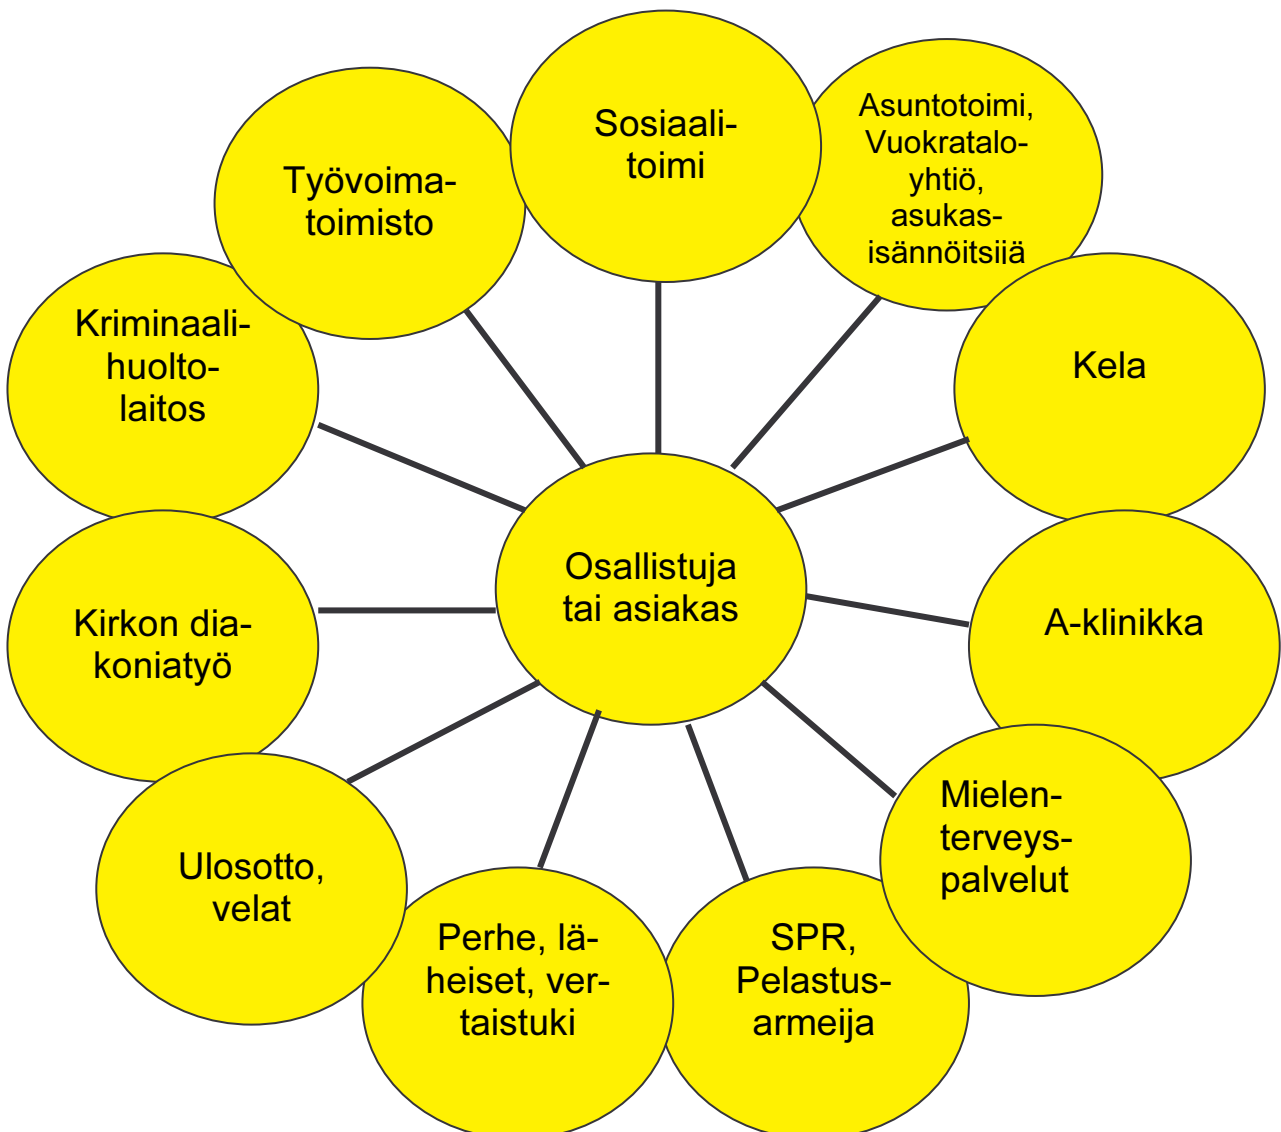 Sosiaali-
toimi
Asuntotoimi,
Vuokratalo-
yhtiö,
asukas-
isännöitsijä
Kela
A-klinikka
Mielen-
terveys-
palvelut
SPR,
Pelastus-
armeija
Perhe, lä-
heiset, ver-
taistuki
Ulosotto,
velat
Kirkon dia-
koniatyö
Kriminaali-
huolto-
laitos
Työvoima-
toimisto
Osallistuja
tai asiakas